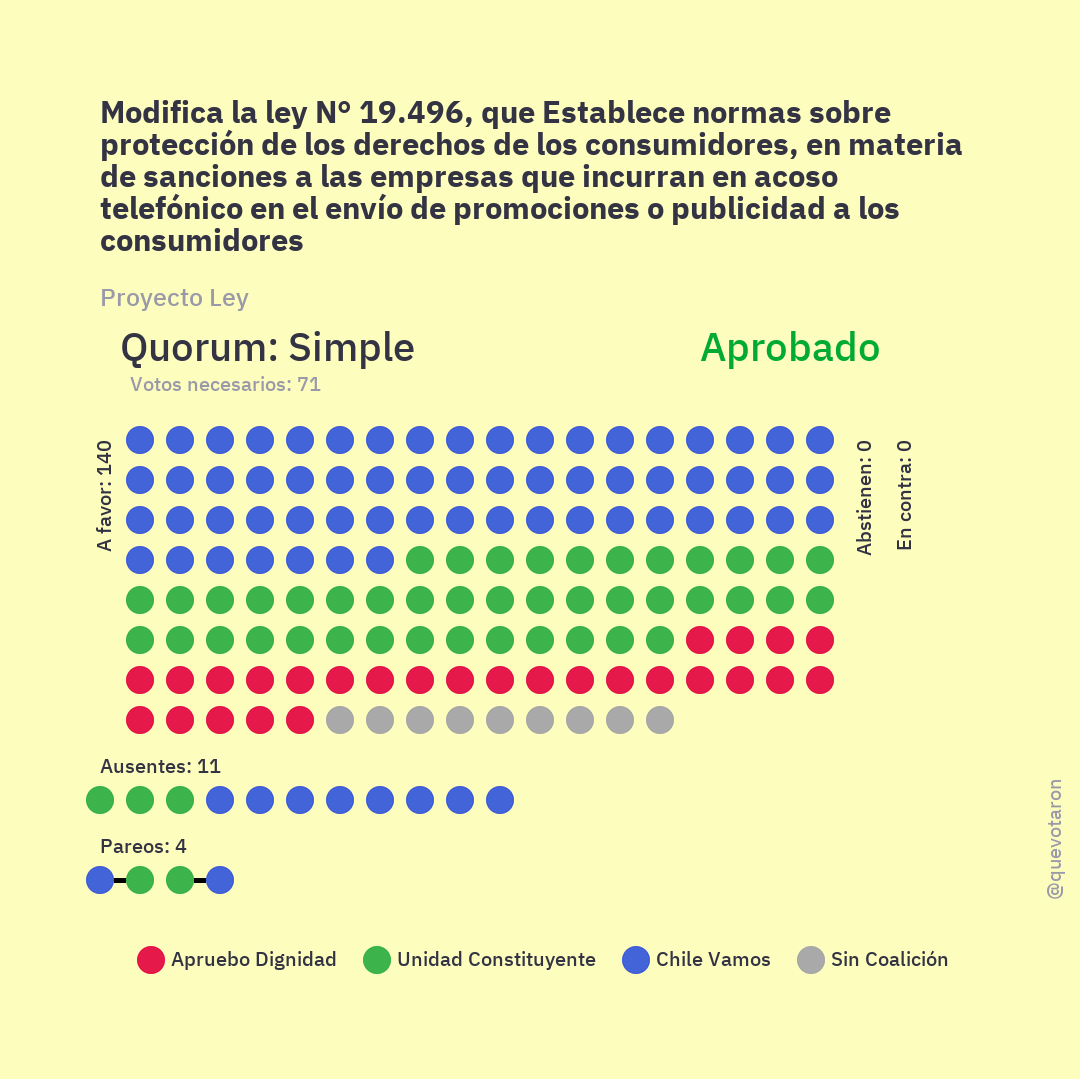 Modifica la ley Nº 19.496, que Establece normas sobre
protección de los derechos de los consumidores, en materia
de sanciones a las empresas que incurran en acoso
telefónico en el envío de promociones o publicidad a los
consumidores
Proyecto Ley
Quorum: Simple
Aprobado
Votos necesarios: 71
A favor: 140
Abstienen: 0
En contra: 0
Ausentes: 11
Pareos: 4
@quevotaron
Apruebo Dignidad
Unidad Constituyente
Chile Vamos
Sin Coalición